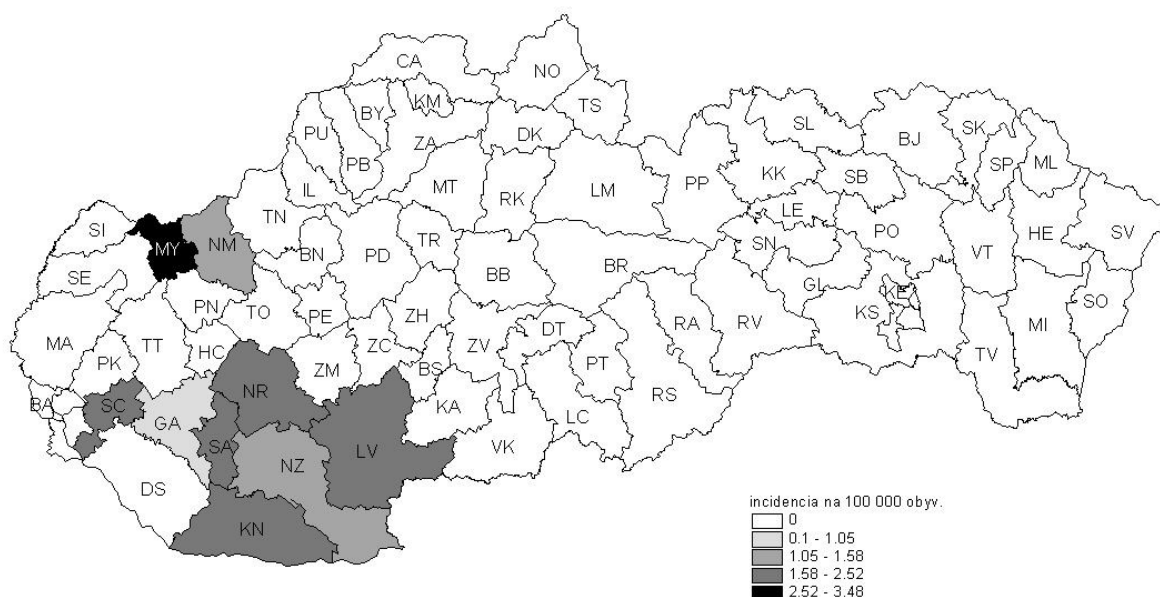 CA
NO
KM
BY
TS
PU
DK
SL
BJ
SK
ZA
PB
SP
ML
MT
KK
SB
IL
RK
LM
PP
TN
LE
SI
MY
NM
TR
SN
PO
HE
SV
BN
PD
VT
SE
BB
BR
GL
PN
TO
KE
SO
PE
ZH
KS
MA
TT
DT
RA
RV
MI
PK
HC
ZC
ZV
ZM
BS
PT
TV
NR
RS
BA
SC
KA
GA
LC
SA
LV
VK
NZ
DS
KN
incidencia na 100 000 obyv.
0
0.1 - 1.05
1.05 - 1.58
1.58 - 2.52
2.52 - 3.48